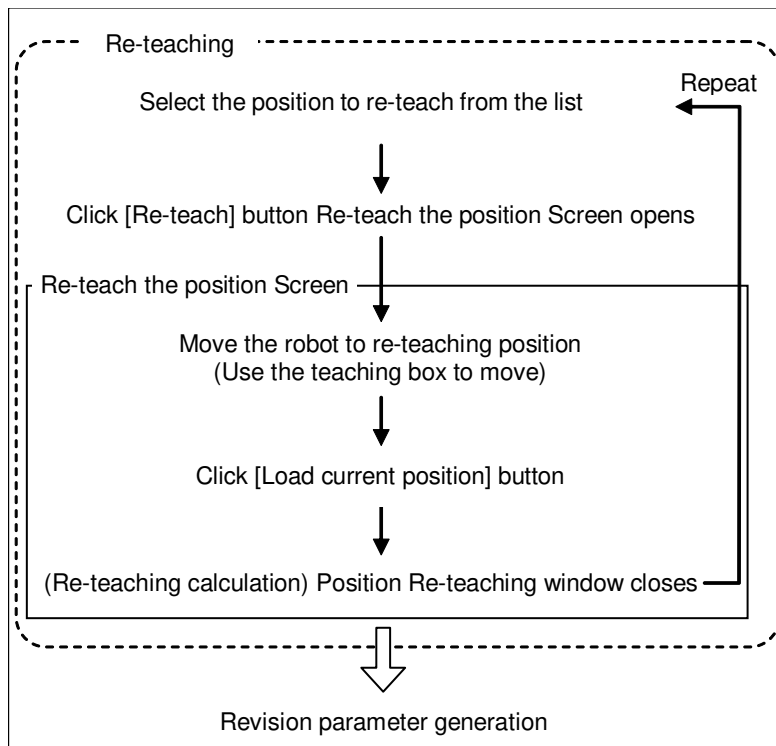 Re-teaching
Repeat
Select the position to re-teach from the list
Click [Re-teach] button Re-teach the position Screen opens
Re-teach the position Screen
Move the robot to re-teaching position
(Use the teaching box to move)
Click [Load current position] button
(Re-teaching calculation) Position Re-teaching window closes
Revision parameter generation